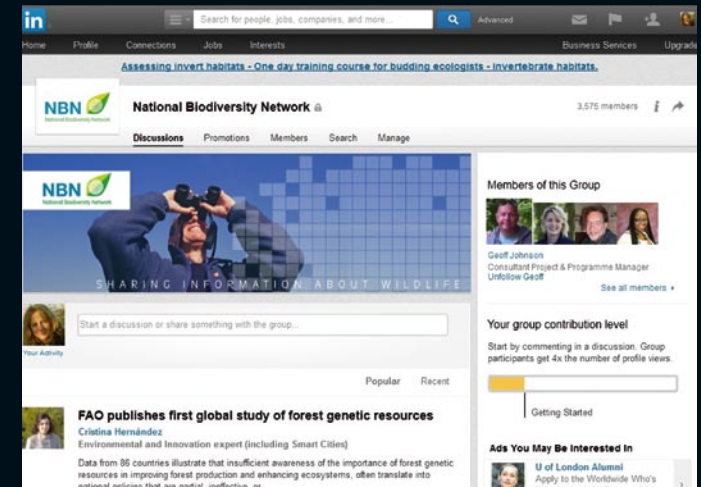 in
Search for people, jobs, companies, and more...
Advanced
Home Profile Connections Jobs Interests Business Services Upgrade
Assessing invert habitats - One day training course for budding ecologists - invertebrate habitats.
NBN
National Biodiversity Network
National Biodiversity Network
3,575 members
Discussions Promotions Members Search Manage
NBN
National Biodiversity Network
SHARING INFORMATION ABOUT WILDLIFE
Members of this Group
Geoff Johnson
Consultant Project & Programme Manager
Unfollow Geoff
See all members
Start a discussion or share something with the group...
Your Activity
Your group contribution level
Start by commenting in a discussion. Group
participants get 4x the number of profile views.
Getting Started
Popular Recent
FAO publishes first global study of forest genetic resources
Cristina Hernández
Environmental and Innovation expert (including Smart Cities)
Data from 86 countries illustrate that insufficient awareness of the importance of forest genetic
resources in improving forest production and enhancing ecosystems, often translate into
national policies that are partial, ineffective, or
Ads You May Be Interested In
U of London Alumni
Apply to the Worldwide Who's